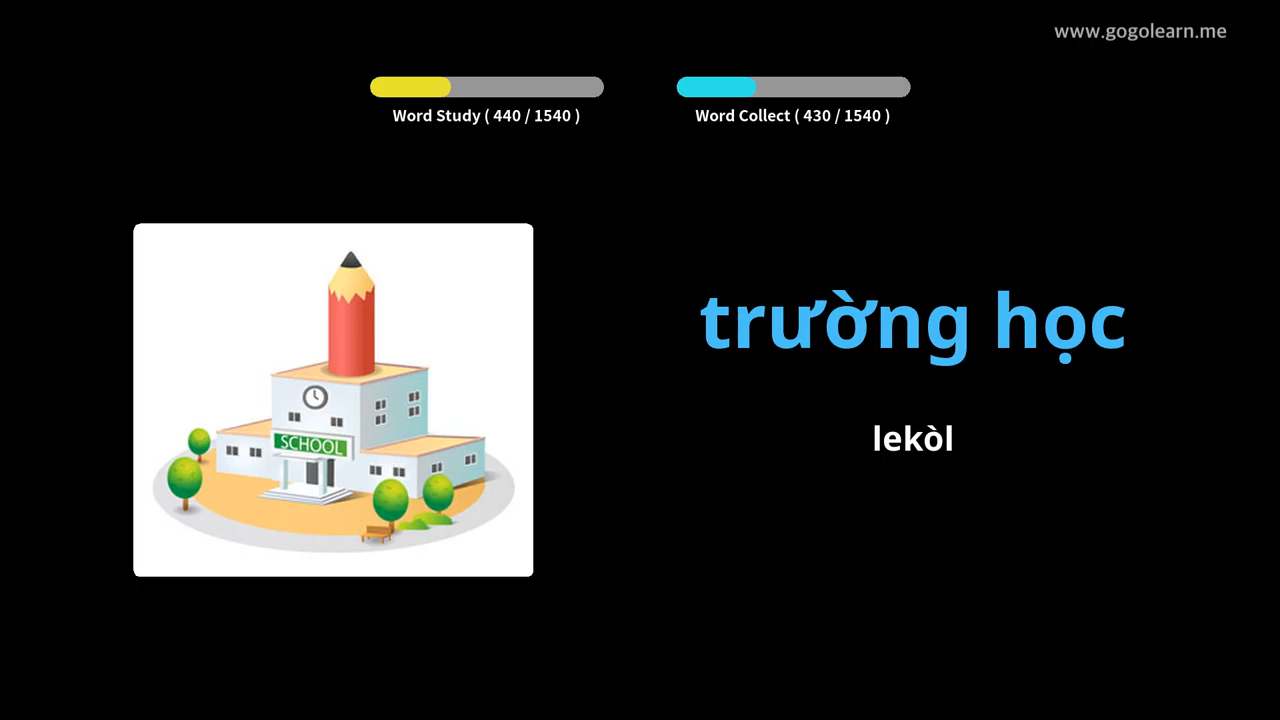 www.gogolearn.me
Word Study ( 440 / 1540 )
Word Collect ( 430 / 1540 )
SCHOOL
trường học
lekòl